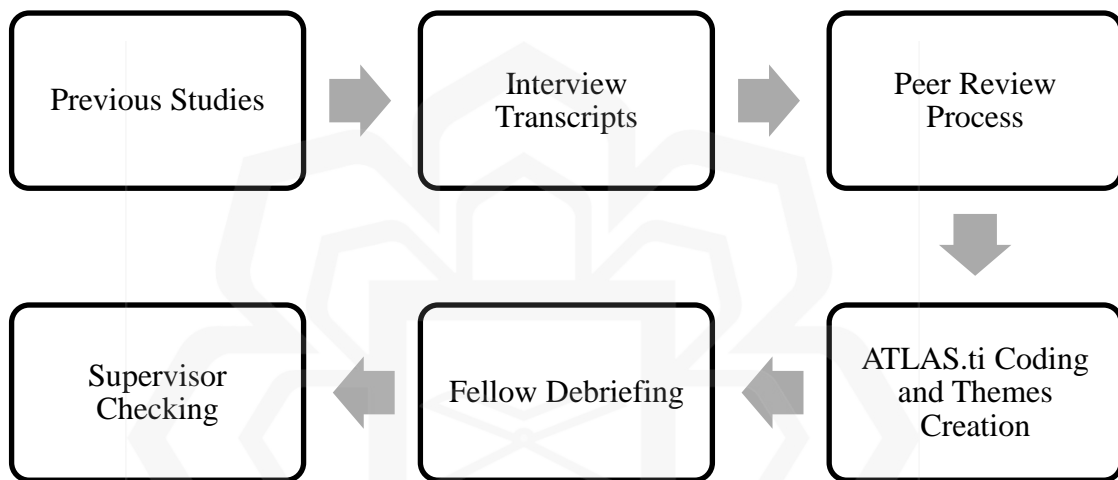 Previous Studies
Interview
Transcripts
Peer Review
Process
ATLAS.ti Coding
and Themes
Creation
Fellow Debriefing
Supervisor
Checking